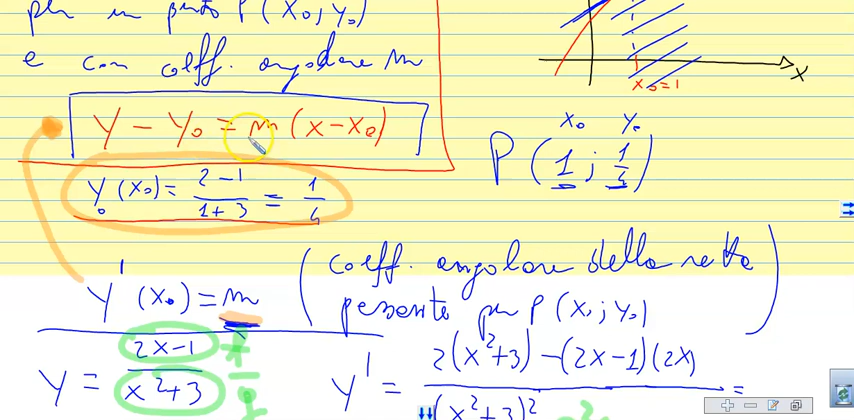 per un punto P(x₀; y₀)
e con coeff. angolare m
y - y₀ = m (x - x₀)
y₀(x₀) = (2-1)/(1+3) = 1/4
x
x₀=1
x₀ y₀
P (1 ; 1/4)
y'(x₀) = m
(coeff. angolare della retta
passante per P(x₀; y₀))
y = (2x-1)/(x²+3)
y' = (2(x²+3) - (2x-1)(2x))/(x²+3)² =